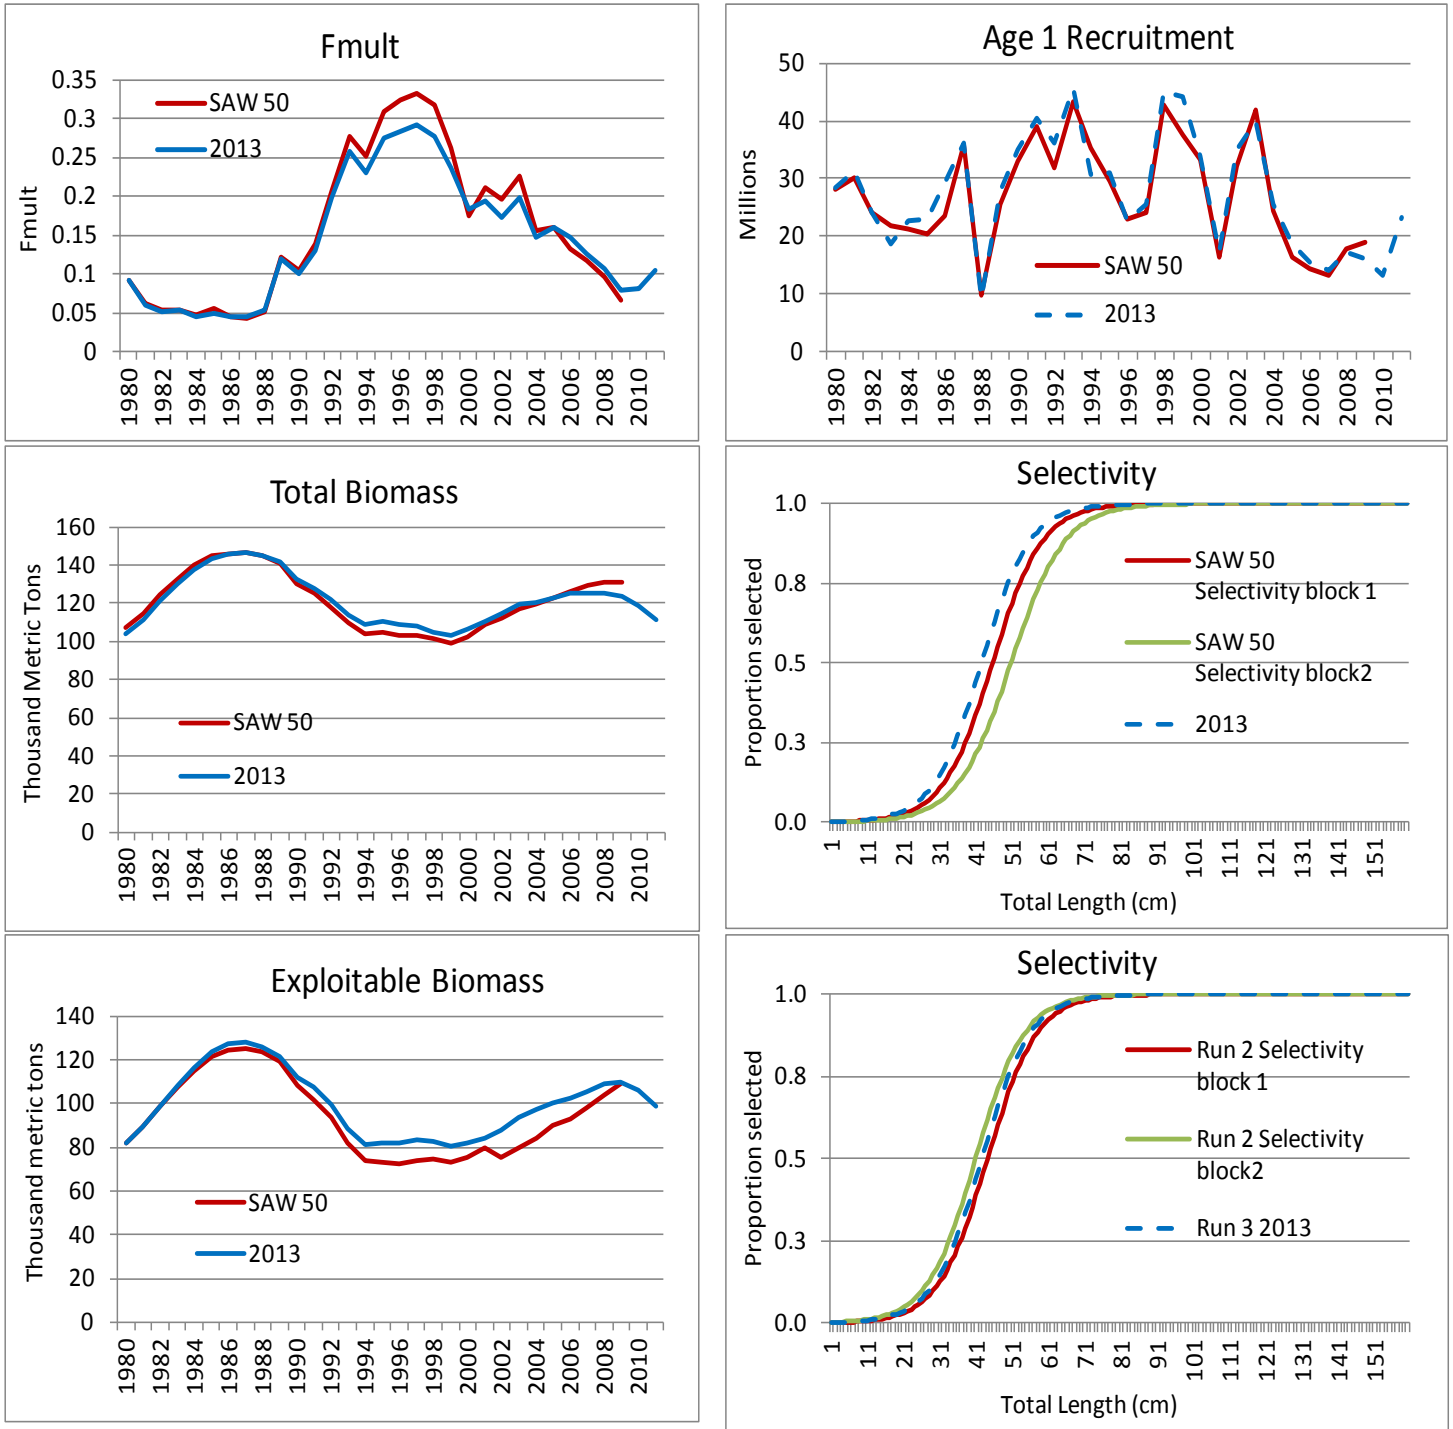 Fmult
0.35
0.3
0.25
0.2
0.15
0.1
0.05
0
Fmult
SAW 50
2013
1980 1982 1984 1986 1988 1990 1992 1994 1996 1998 2000 2002 2004 2006 2008 2010
Age 1 Recruitment
50
40
30
20
10
0
Millions
SAW 50
2013
1980 1982 1984 1986 1988 1990 1992 1994 1996 1998 2000 2002 2004 2006 2008 2010
Total Biomass
160
140
120
100
80
60
40
20
0
Thousand Metric Tons
SAW 50
2013
1980 1982 1984 1986 1988 1990 1992 1994 1996 1998 2000 2002 2004 2006 2008 2010
Selectivity
1.0
0.8
0.5
0.3
0.0
Proportion selected
SAW 50
Selectivity block 1
SAW 50
Selectivity block2
2013
1 11 21 31 41 51 61 71 81 91 101 111 121 131 141 151
Total Length (cm)
Exploitable Biomass
140
120
100
80
60
40
20
0
Thousand metric tons
SAW 50
2013
1980 1982 1984 1986 1988 1990 1992 1994 1996 1998 2000 2002 2004 2006 2008 2010
Selectivity
1.0
0.8
0.5
0.3
0.0
Proportion selected
Run 2 Selectivity
block 1
Run 2 Selectivity
block2
Run 3 2013
1 11 21 31 41 51 61 71 81 91 101 111 121 131 141 151
Total Length (cm)